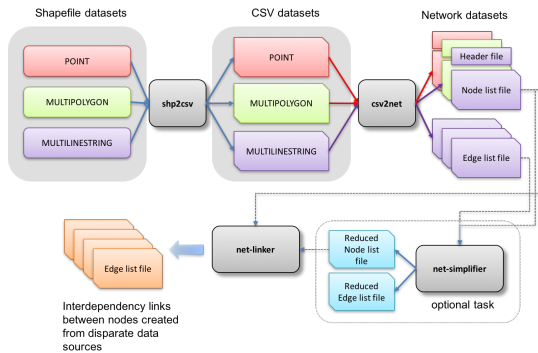 Shapefile datasets
CSV datasets
Network datasets
POINT
MULTIPOLYGON
MULTILINESTRING
shp2csv
POINT
MULTIPOLYGON
MULTILINESTRING
csv2net
Header file
Node list file
Edge list file
Edge list file
net-linker
Reduced
Node list
file
Reduced
Edge list file
net-simplifier
optional task
Interdependency links
between nodes created
from disparate data
sources